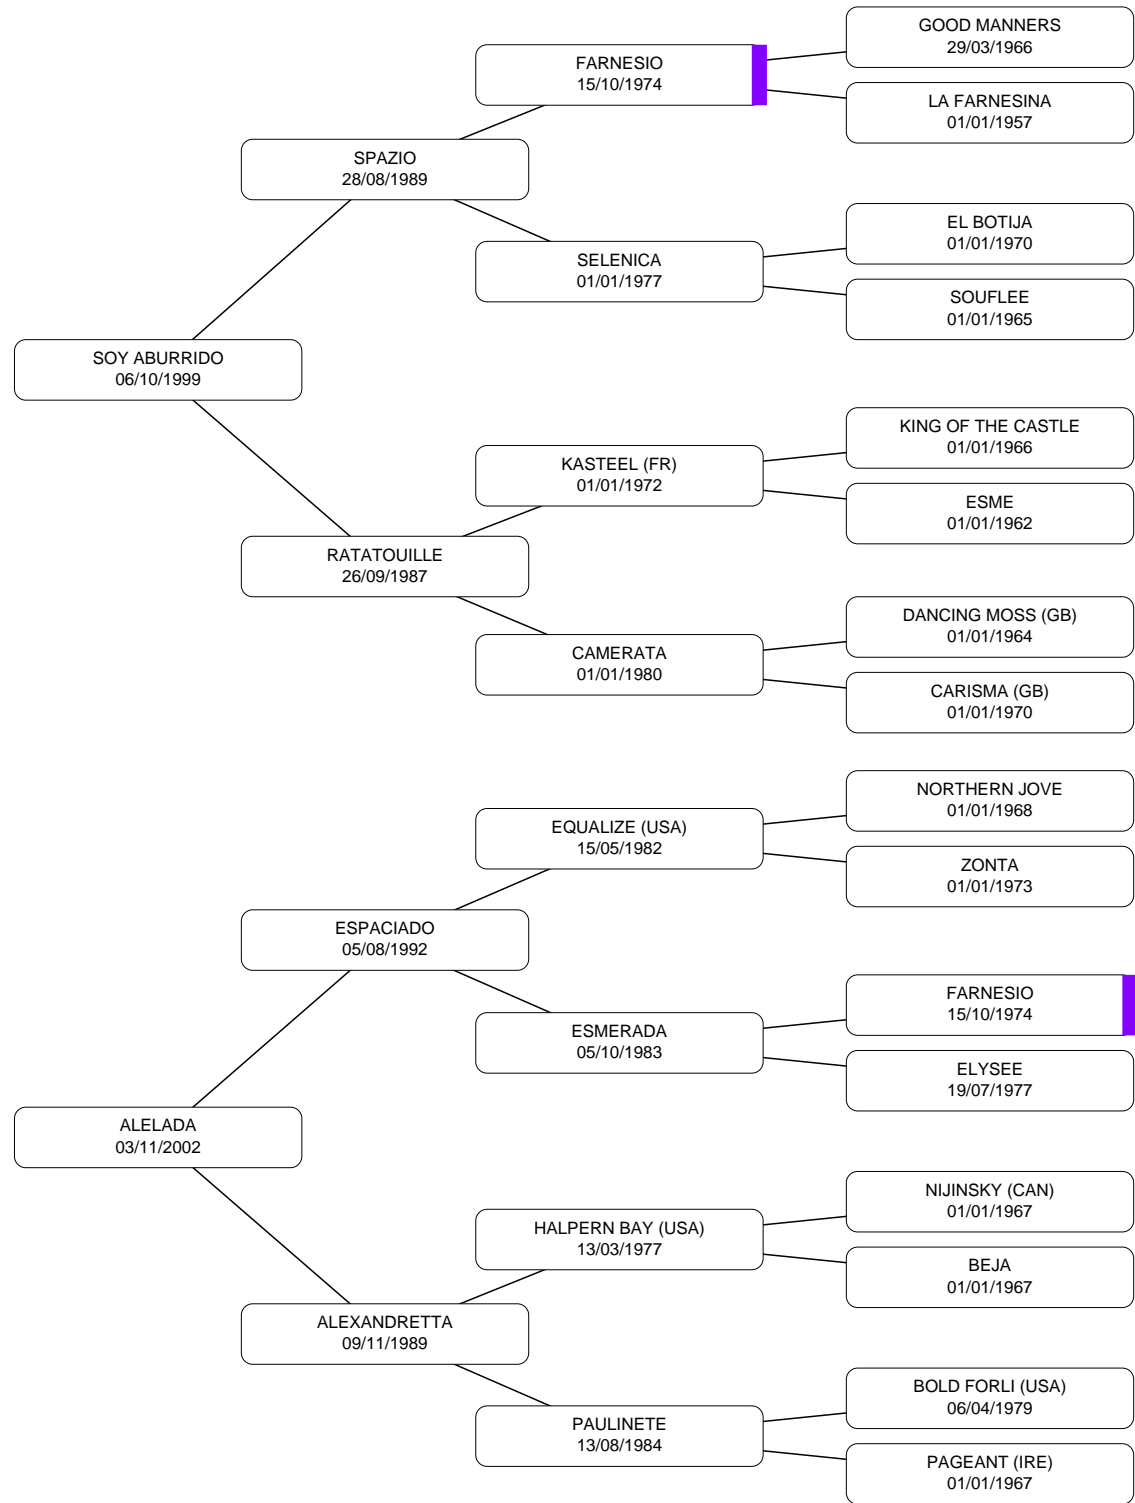 GOOD MANNERS
29/03/1966
FARNESIO
15/10/1974
LA FARNESINA
01/01/1957
SPAZIO
28/08/1989
EL BOTIJA
01/01/1970
SELENICA
01/01/1977
SOUFLEE
01/01/1965
SOY ABURRIDO
06/10/1999
KING OF THE CASTLE
01/01/1966
KASTEEL (FR)
01/01/1972
ESME
01/01/1962
RATATOUILLE
26/09/1987
DANCING MOSS (GB)
01/01/1964
CAMERATA
01/01/1980
CARISMA (GB)
01/01/1970
NORTHERN JOVE
01/01/1968
EQUALIZE (USA)
15/05/1982
ZONTA
01/01/1973
ESPACIADO
05/08/1992
FARNESIO
15/10/1974
ESMERADA
05/10/1983
ELYSEE
19/07/1977
ALELADA
03/11/2002
NIJINSKY (CAN)
01/01/1967
HALPERN BAY (USA)
13/03/1977
BEJA
01/01/1967
ALEXANDRETTA
09/11/1989
BOLD FORLI (USA)
06/04/1979
PAULINETE
13/08/1984
PAGEANT (IRE)
01/01/1967